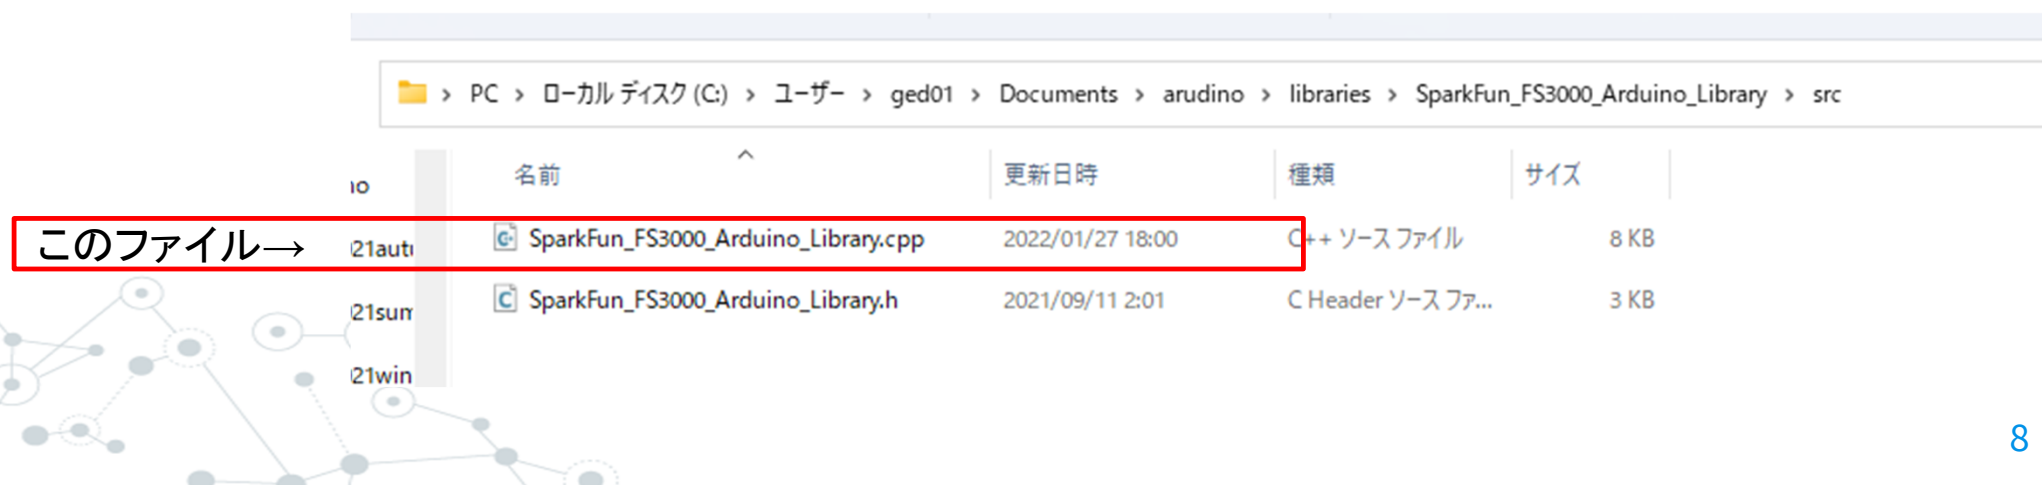 PC › ローカル ディスク (C:) › ユーザー › ged01 › Documents › arudino › libraries › SparkFun_FS3000_Arduino_Library › src
名前 更新日時 種類 サイズ
このファイル→ SparkFun_FS3000_Arduino_Library.cpp 2022/01/27 18:00 C++ ソース ファイル 8 KB
21sum SparkFun_FS3000_Arduino_Library.h 2021/09/11 2:01 C Header ソース ファ... 3 KB
21win
8